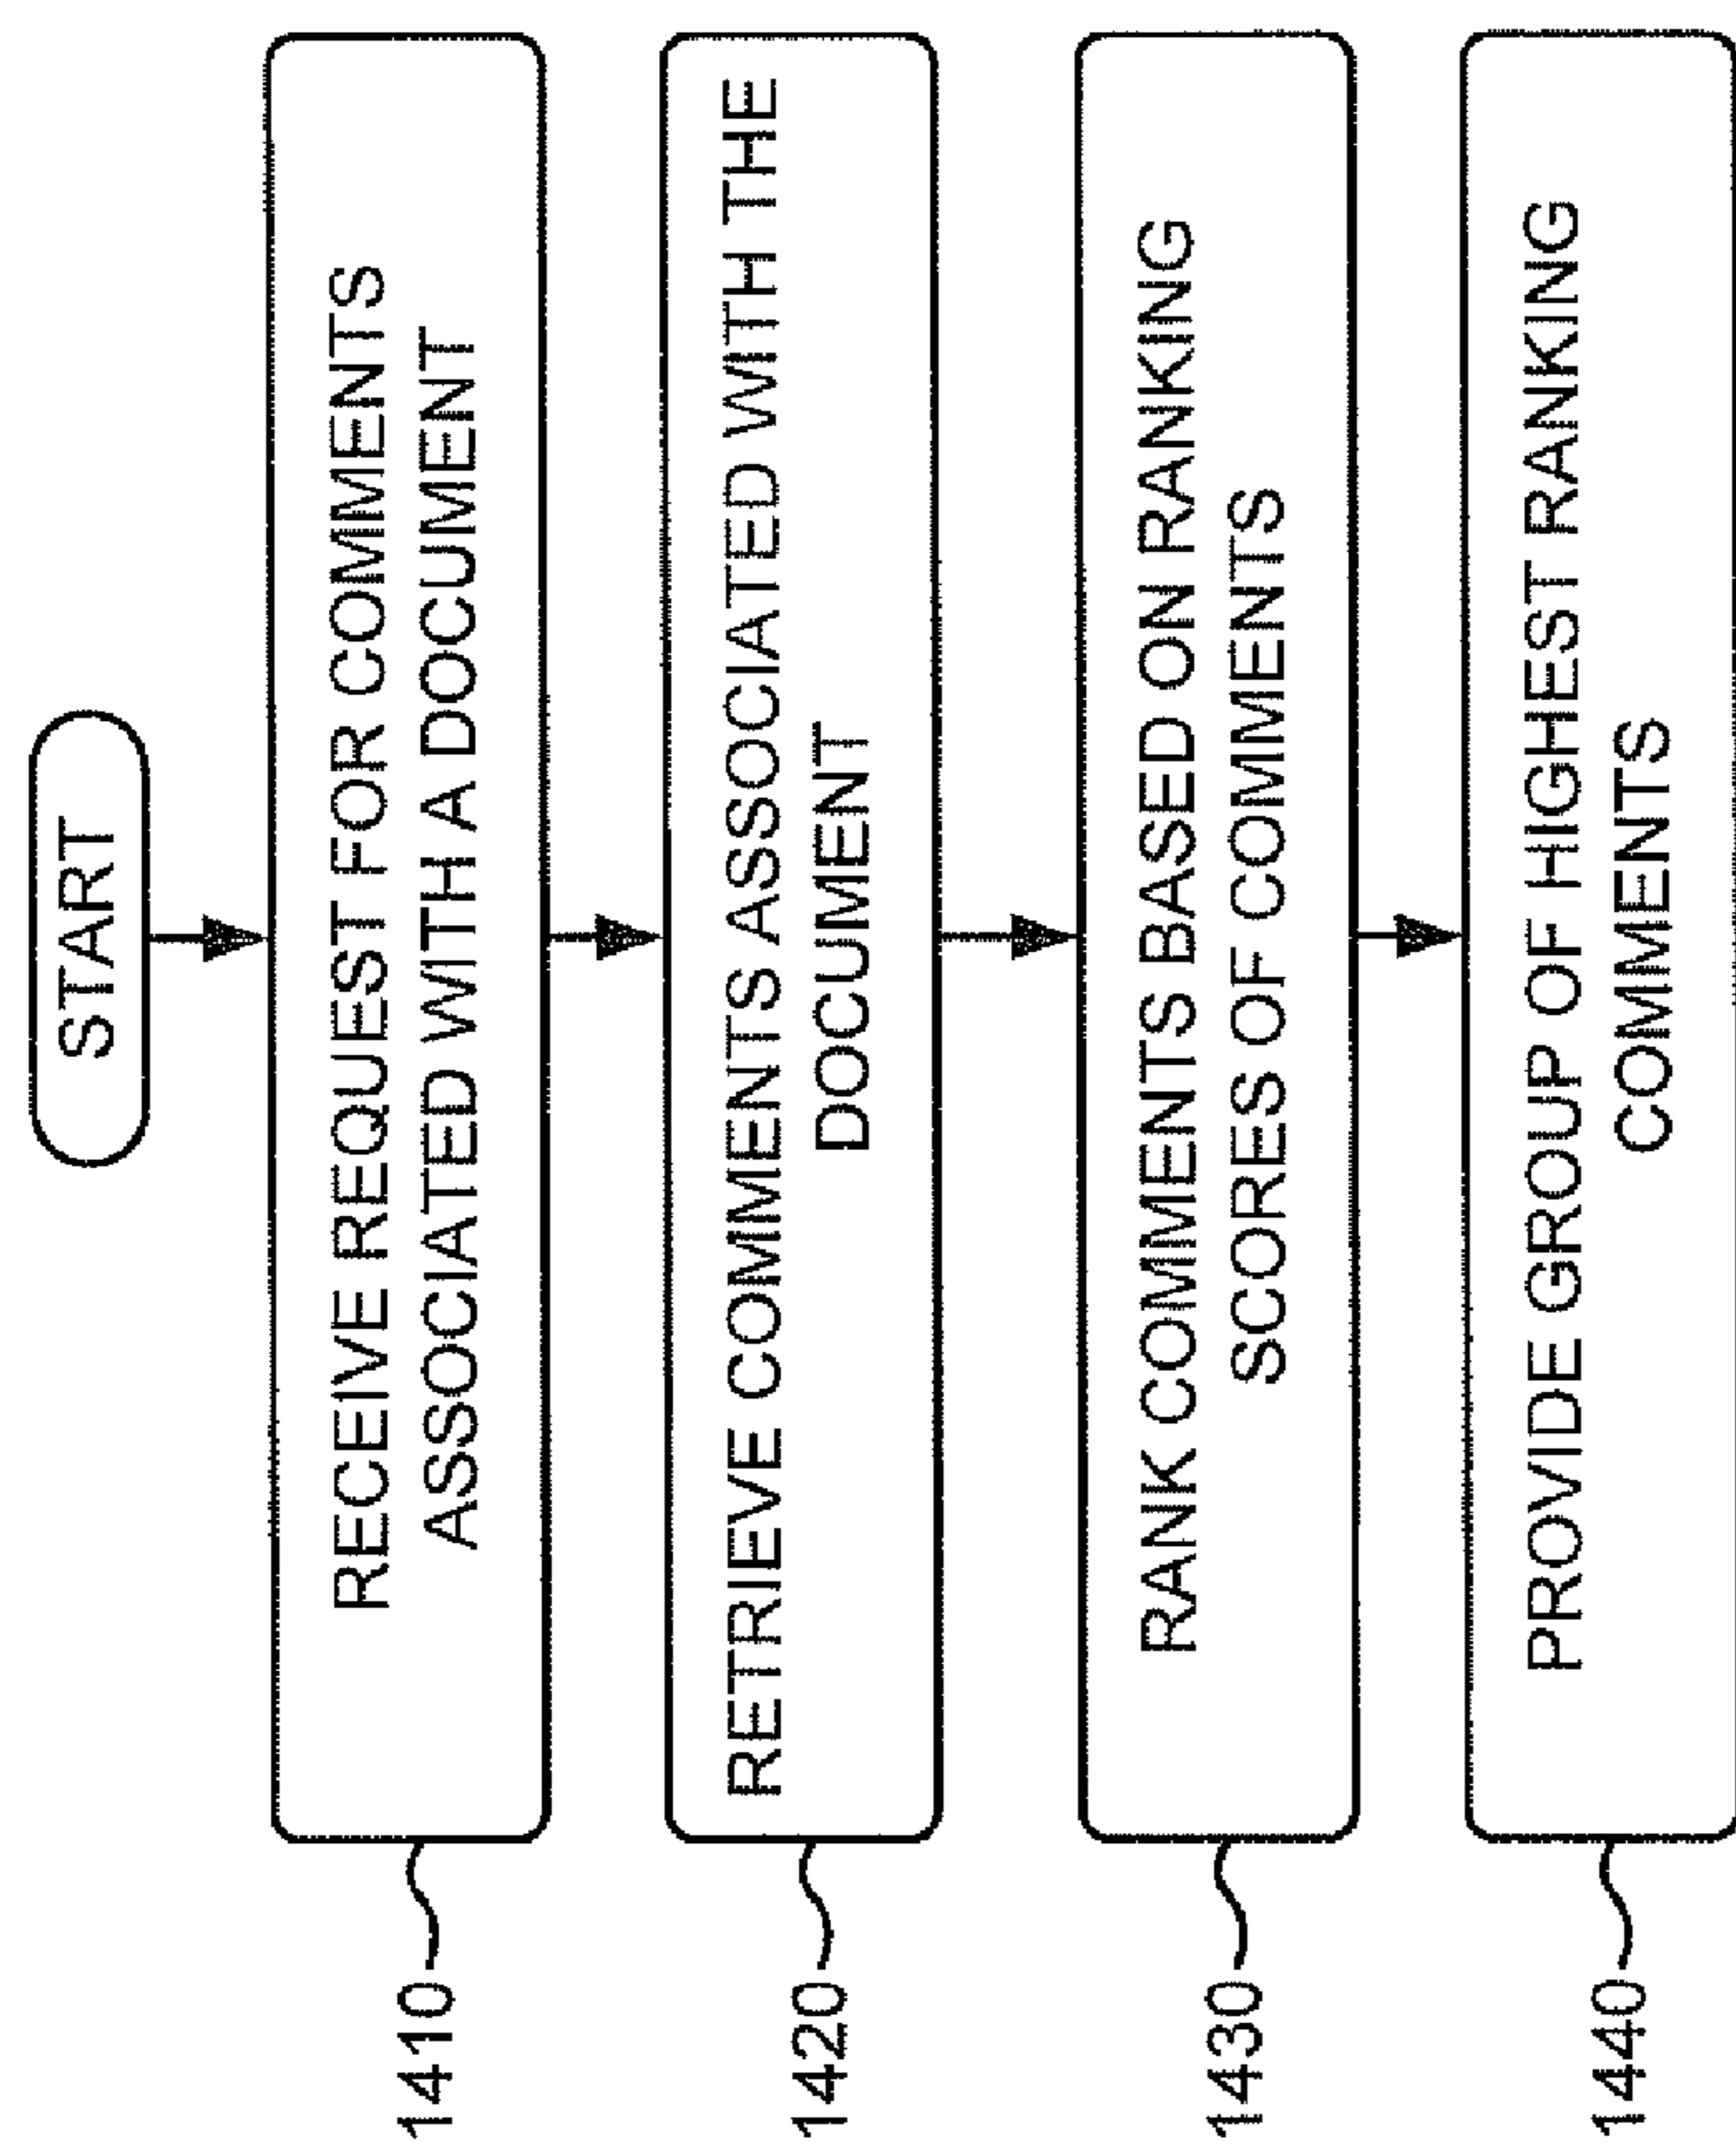 START
1410
RECEIVE REQUEST FOR COMMENTS
ASSOCIATED WITH A DOCUMENT
1420
RETRIEVE COMMENTS ASSOCIATED WITH THE
DOCUMENT
1430
RANK COMMENTS BASED ON RANKING
SCORES OF COMMENTS
1440
PROVIDE GROUP OF HIGHEST RANKING
COMMENTS